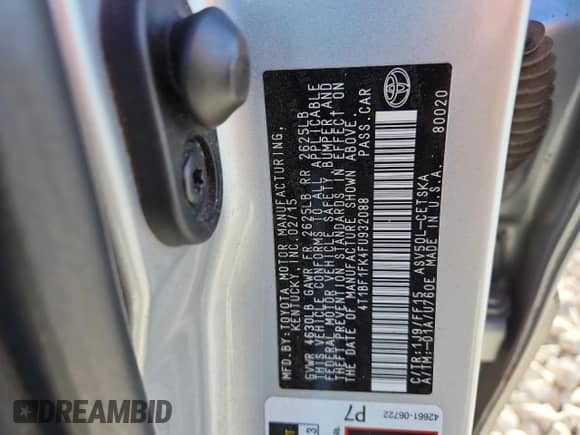 MFD.BY:TOYOTA MOTOR MANUFACTURING,
KENTUCKY, INC. 02/15
GVWR 4630LB GAWR FR 2625LB RR 2625LB
THIS VEHICLE CONFORMS TO ALL APPLICABLE
FEDERAL MOTOR VEHICLE SAFETY, BUMPER, AND
THEFT PREVENTION STANDARDS IN EFFECT ON
THE DATE OF MANUFACTURE SHOWN ABOVE.
4T1BF1FK4FU932088 PASS.CAR
C/TR:1J9/FF15 ASV50L-CETSKA
A/TM:-01A/U760E MADE IN U.S.A. 80020
42661-06722
P7
DREAMBID